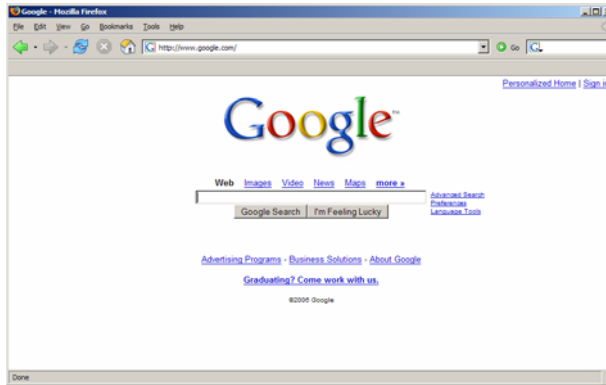 Google - Mozilla Firefox
File Edit View Go Bookmarks Tools Help
http://www.google.com/ Go
Personalized Home | Sign i
Google™
Web Images Video News Maps more »
Advanced Search
Preferences
Language Tools
Google Search I'm Feeling Lucky
Advertising Programs - Business Solutions - About Google
Graduating? Come work with us.
©2006 Google
Done